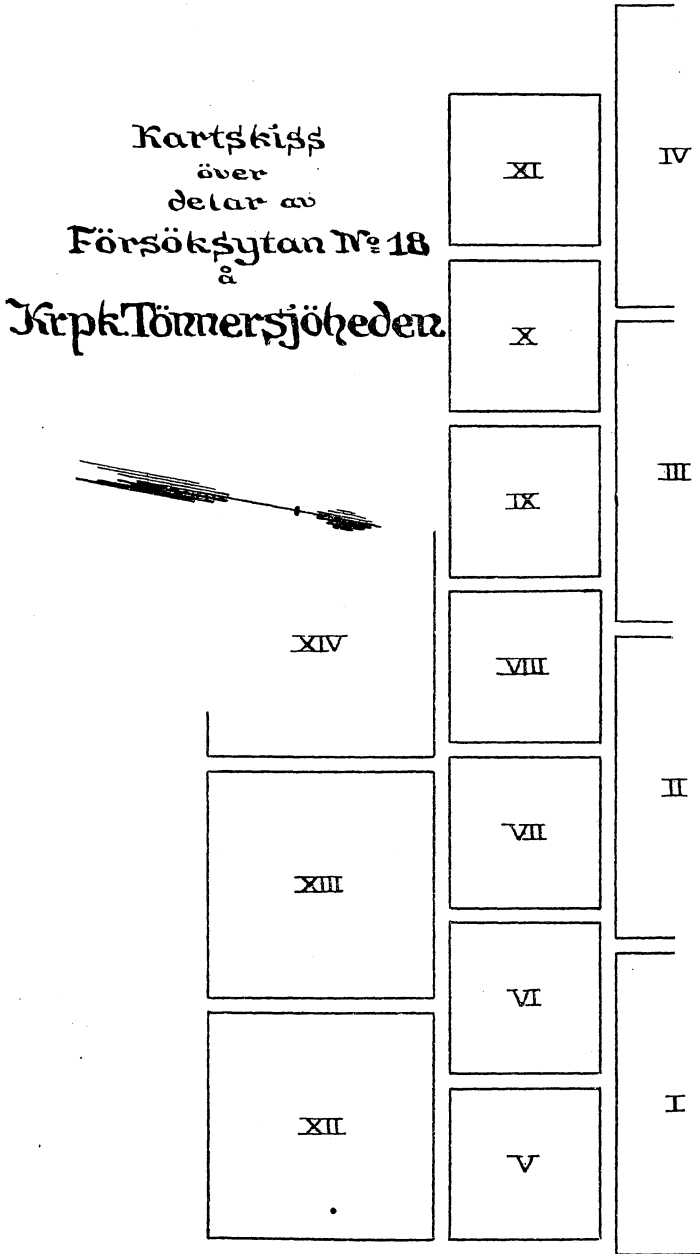 Kartskiss
över
delar av
Försöksytan No 18
å
Krpk. Tönnersjöheden
IV
XI
X
III
IX
XIV
VIII
II
VII
XIII
VI
I
XII
V